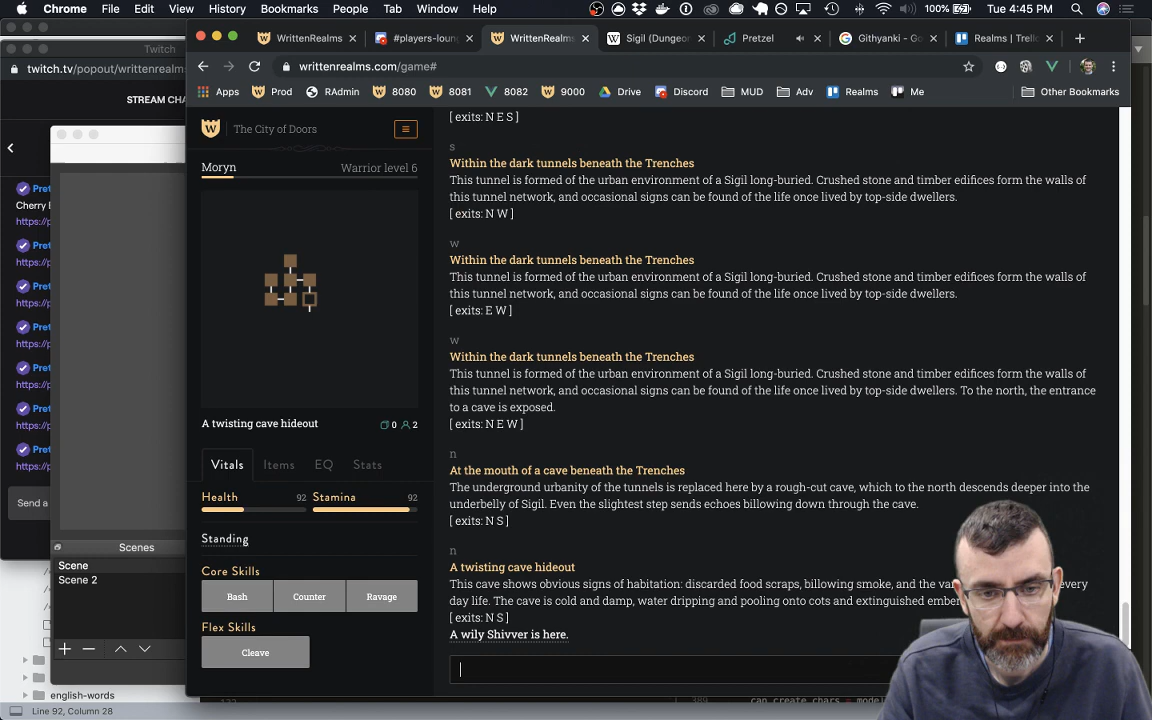 Chrome File Edit View History Bookmarks People Tab Window Help 100% Tue 4:45 PM
Twitch
twitch.tv/popout/writtenrealms
STREAM CHA
Cherry
Send a
Scenes
Scene
Scene 2
english-words
Line 92, Column 28
WrittenRealms
#players-loun
WrittenRealms
Sigil (Dungeo
Pretzel
Githyanki - Go
Realms | Trell
writtenrealms.com/game#
Apps Prod RAdmin 8080 8081 8082 9000 Drive Discord MUD Adv Realms Me Other Bookmarks
The City of Doors
Moryn Warrior level 6
A twisting cave hideout 0 2
Vitals Items EQ Stats
Health 92 Stamina 92
Standing
Core Skills
Bash Counter Ravage
Flex Skills
Cleave
[ exits: N E S ]
s
Within the dark tunnels beneath the Trenches
This tunnel is formed of the urban environment of a Sigil long-buried. Crushed stone and timber edifices form the walls of
this tunnel network, and occasional signs can be found of the life once lived by top-side dwellers.
[ exits: N W ]
w
Within the dark tunnels beneath the Trenches
This tunnel is formed of the urban environment of a Sigil long-buried. Crushed stone and timber edifices form the walls of
this tunnel network, and occasional signs can be found of the life once lived by top-side dwellers.
[ exits: E W ]
w
Within the dark tunnels beneath the Trenches
This tunnel is formed of the urban environment of a Sigil long-buried. Crushed stone and timber edifices form the walls of
this tunnel network, and occasional signs can be found of the life once lived by top-side dwellers. To the north, the entrance
to a cave is exposed.
[ exits: N E W ]
n
At the mouth of a cave beneath the Trenches
The underground urbanity of the tunnels is replaced here by a rough-cut cave, which to the north descends deeper into the
underbelly of Sigil. Even the slightest step sends echoes billowing down through the cave.
[ exits: N S ]
n
A twisting cave hideout
This cave shows obvious signs of habitation: discarded food scraps, billowing smoke, and the va every
day life. The cave is cold and damp, water dripping and pooling onto cots and extinguished ember
[ exits: N S ]
A wily Shivver is here.